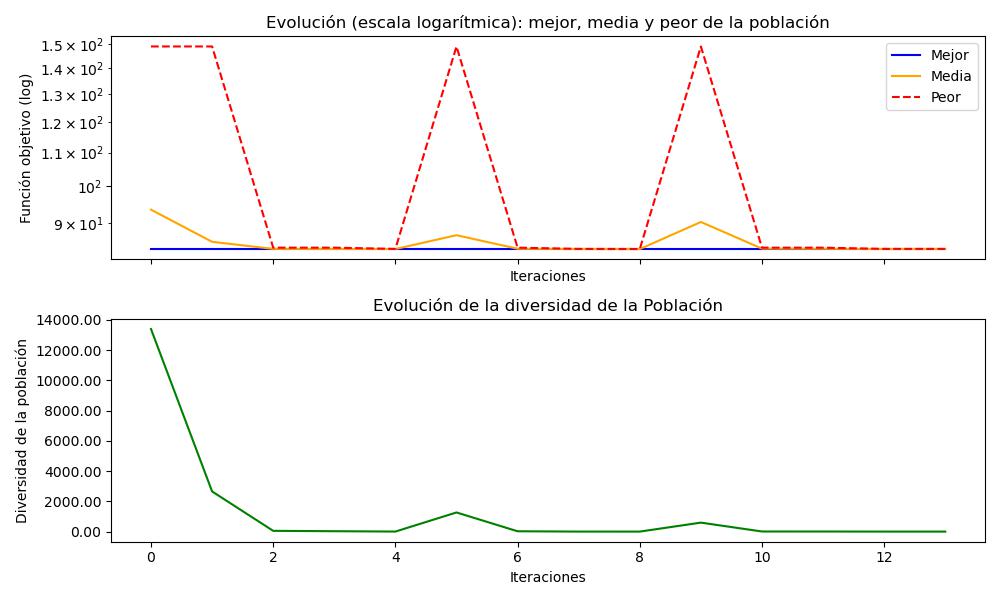 Evolución (escala logarítmica): mejor, media y peor de la población
Función objetivo (log)
1.5 × 10²
1.4 × 10²
1.3 × 10²
1.2 × 10²
1.1 × 10²
10²
9 × 10¹
Mejor
Media
Peor
Iteraciones
Evolución de la diversidad de la Población
Diversidad de la población
14000.00
12000.00
10000.00
8000.00
6000.00
4000.00
2000.00
0.00
0 2 4 6 8 10 12
Iteraciones